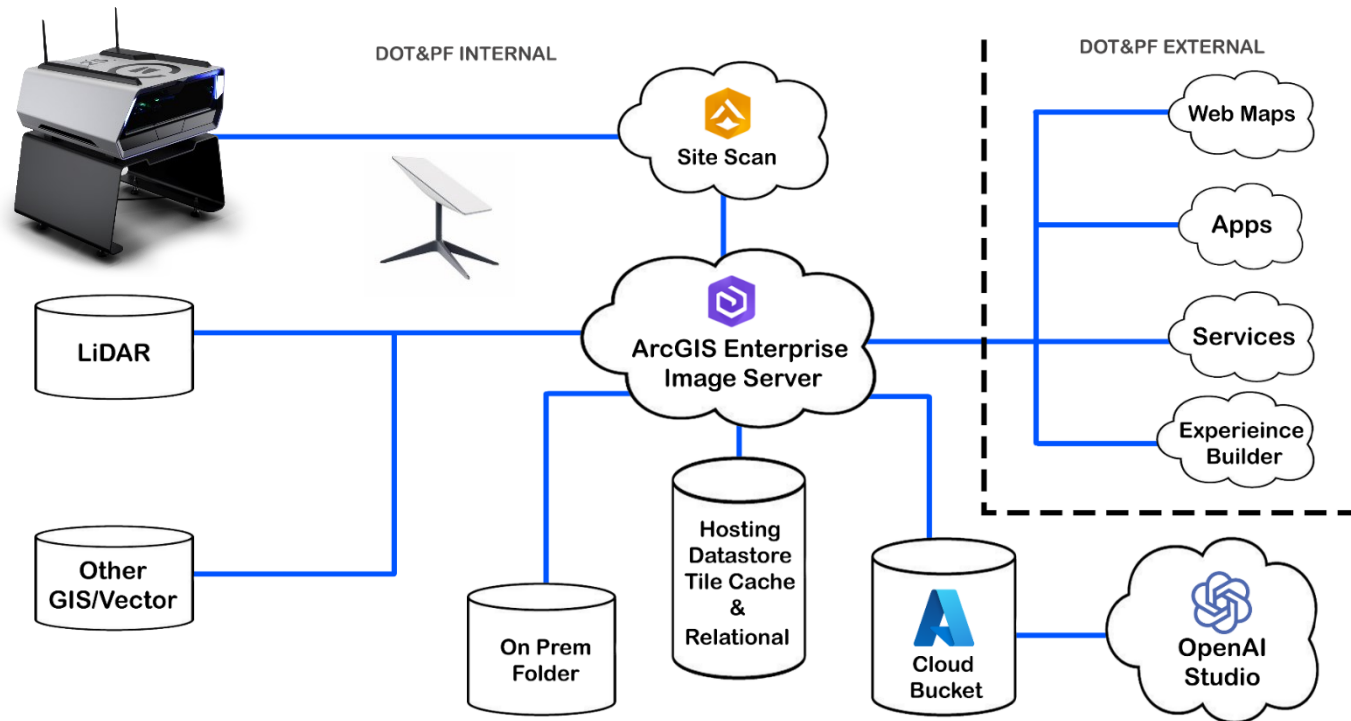 DOT&PF INTERNAL
DOT&PF EXTERNAL
Site Scan
Web Maps
Apps
Services
Experieince
Builder
ArcGIS Enterprise
Image Server
LiDAR
Other
GIS/Vector
On Prem
Folder
Hosting
Datastore
Tile Cache
&
Relational
Cloud
Bucket
OpenAI
Studio